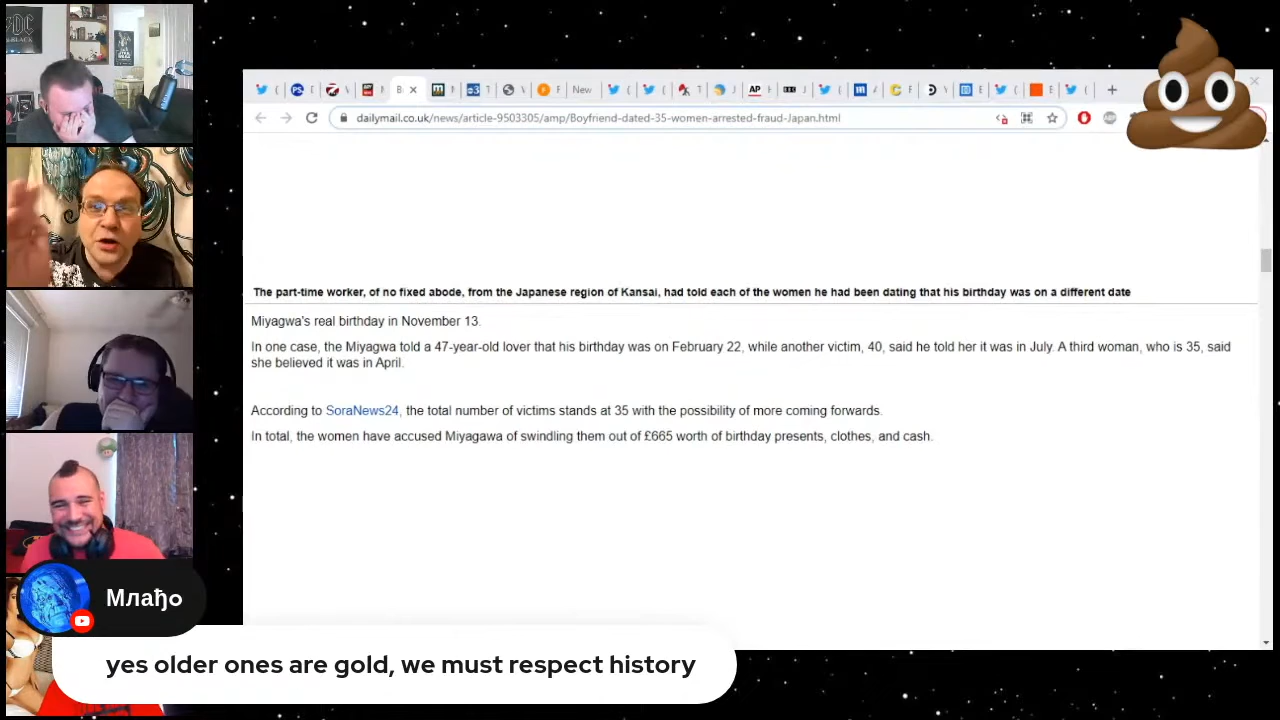 dailymail.co.uk/news/article-9503305/amp/Boyfriend-dated-35-women-arrested-fraud-Japan.html
New
AP
The part-time worker, of no fixed abode, from the Japanese region of Kansai, had told each of the women he had been dating that his birthday was on a different date
Miyagwa's real birthday in November 13.
In one case, the Miyagwa told a 47-year-old lover that his birthday was on February 22, while another victim, 40, said he told her it was in July. A third woman, who is 35, said
she believed it was in April.
According to SoraNews24, the total number of victims stands at 35 with the possibility of more coming forwards.
In total, the women have accused Miyagawa of swindling them out of £665 worth of birthday presents, clothes, and cash.
Млађо
yes older ones are gold, we must respect history